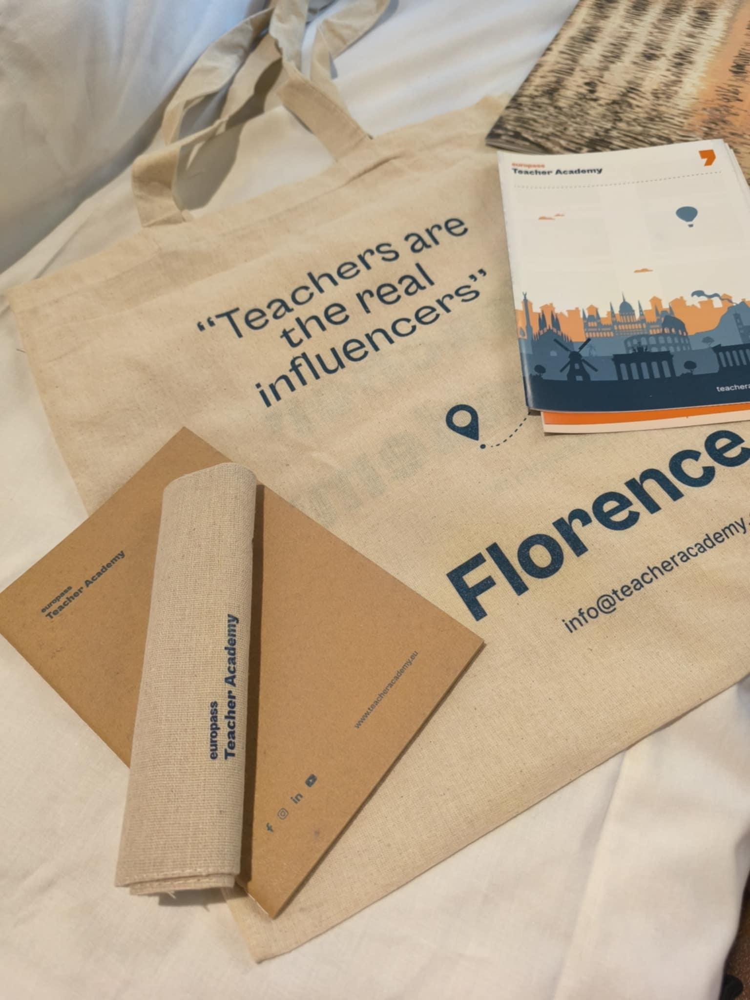 europass
Teacher Academy
teachera
“Teachers are
the real
influencers”
Florence
info@teacheracademy.
europass
Teacher Academy
www.teacheracademy.eu
f
in
europass
Teacher Academy